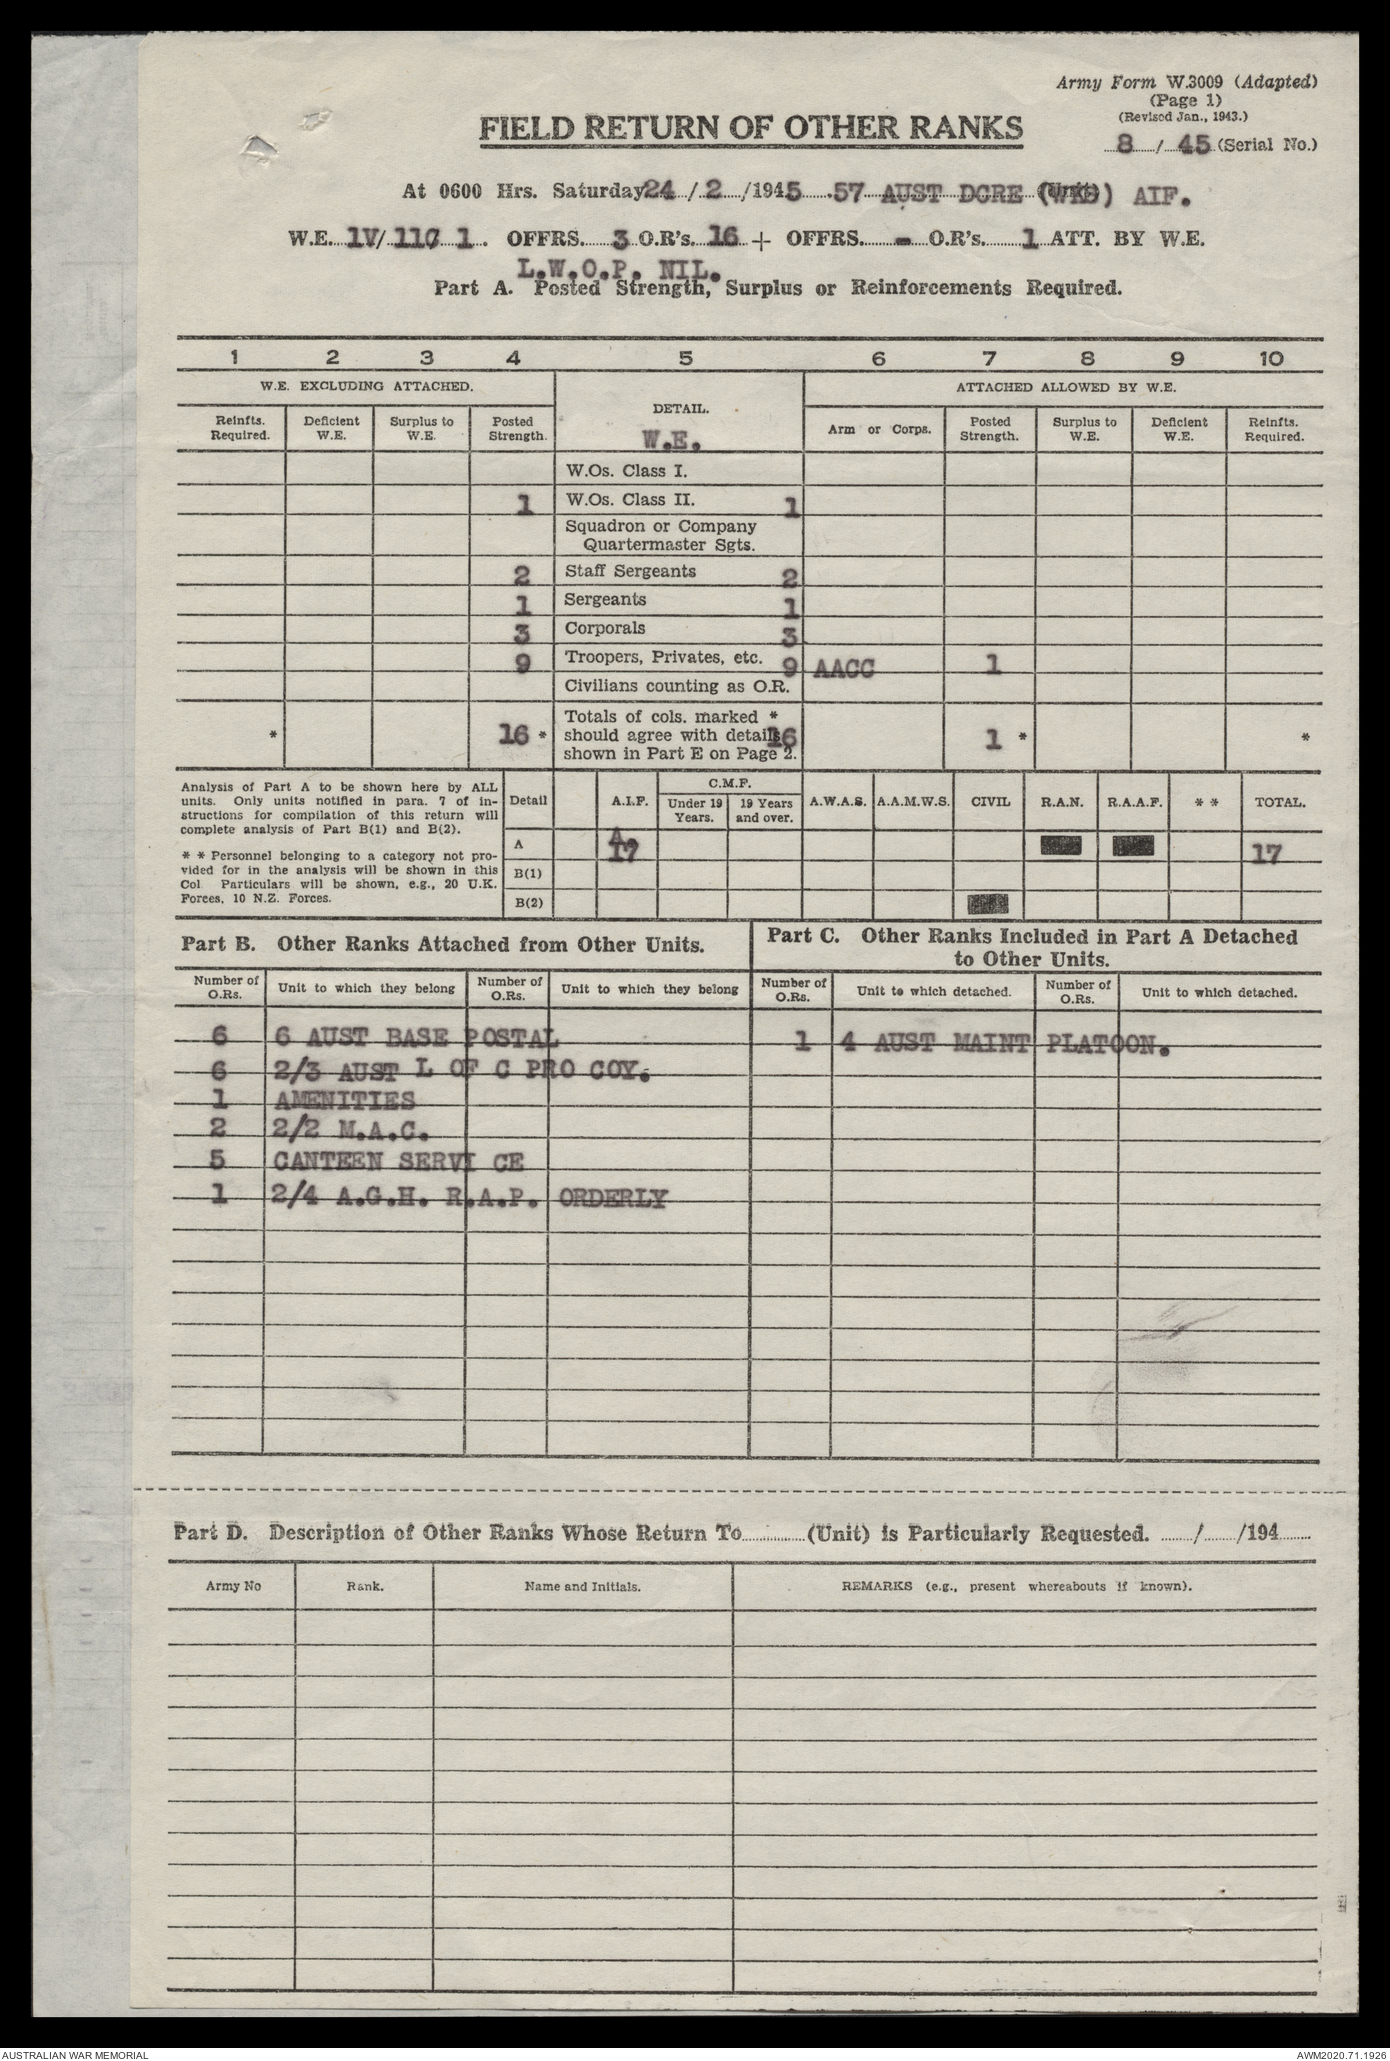 Army Form W.3009 (Adapted)
(Page 1)
(Revised Jan., 1943.)
FIELD RETURN OF OTHER RANKS
8 / 45 (Serial No.)
At 0600 Hrs. Saturday 24 / 2 /1945 57 AUST DCRE (WKS) AIF. (Unit)
W.E. 1V/ 11C 1 . OFFRS. 3 O.R's. 16 + OFFRS. - O.R's. 1 ATT. BY W.E.
L.W.O.P. NIL.
Part A. Posted Strength, Surplus or Reinforcements Required.
1 2 3 4 5 6 7 8 9 10
W.E. EXCLUDING ATTACHED. DETAIL. ATTACHED ALLOWED BY W.E.
Reinfts. Required. Deficient W.E. Surplus to W.E. Posted Strength. W.E. Arm or Corps. Posted Strength. Surplus to W.E. Deficient W.E. Reinfts. Required.
W.Os. Class I.
1 W.Os. Class II. 1
Squadron or Company
Quartermaster Sgts.
2 Staff Sergeants 2
1 Sergeants 1
3 Corporals 3
9 Troopers, Privates, etc. 9 AACC 1
Civilians counting as O.R.
* 16 * Totals of cols. marked *
should agree with details 16 1 * *
shown in Part E on Page 2.
Analysis of Part A to be shown here by ALL
units. Only units notified in para. 7 of in-
structions for compilation of this return will
complete analysis of Part B(1) and B(2).
* * Personnel belonging to a category not pro-
vided for in the analysis will be shown in this
Col Particulars will be shown, e.g., 20 U.K.
Forces, 10 N.Z. Forces.
Detail A.I.F. C.M.F. Under 19 Years. 19 Years and over. A.W.A.S. A.A.M.W.S. CIVIL R.A.N. R.A.A.F. * * TOTAL.
A 17 17
B(1)
B(2)
Part B. Other Ranks Attached from Other Units.
Part C. Other Ranks Included in Part A Detached
to Other Units.
Number of O.Rs. Unit to which they belong Number of O.Rs. Unit to which they belong Number of O.Rs. Unit to which detached. Number of O.Rs. Unit to which detached.
6 6 AUST BASE POSTAL 1 4 AUST MAINT PLATOON.
6 2/3 AUST L OF C PRO COY.
1 AMENITIES
2 2/2 M.A.C.
5 CANTEEN SERVI CE
1 2/4 A.G.H. R.A.P. ORDERLY
Part D. Description of Other Ranks Whose Return To............(Unit) is Particularly Requested. ....../....../194......
Army No Rank. Name and Initials. REMARKS (e.g., present whereabouts if known).
AUSTRALIAN WAR MEMORIAL AWM2020.71.1926